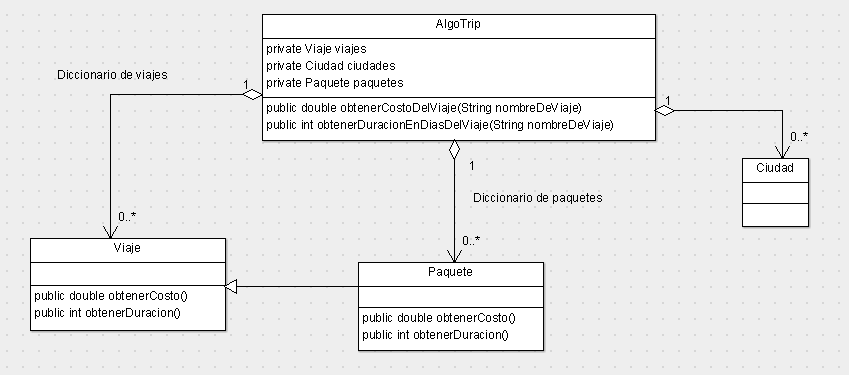 AlgoTrip
private Viaje viajes
private Ciudad ciudades
private Paquete paquetes
public double obtenerCostoDelViaje(String nombreDeViaje)
public int obtenerDuracionEnDiasDelViaje(String nombreDeViaje)
Diccionario de viajes
1
1
1
0..*
Ciudad
Diccionario de paquetes
0..*
0..*
Viaje
public double obtenerCosto()
public int obtenerDuracion()
Paquete
public double obtenerCosto()
public int obtenerDuracion()